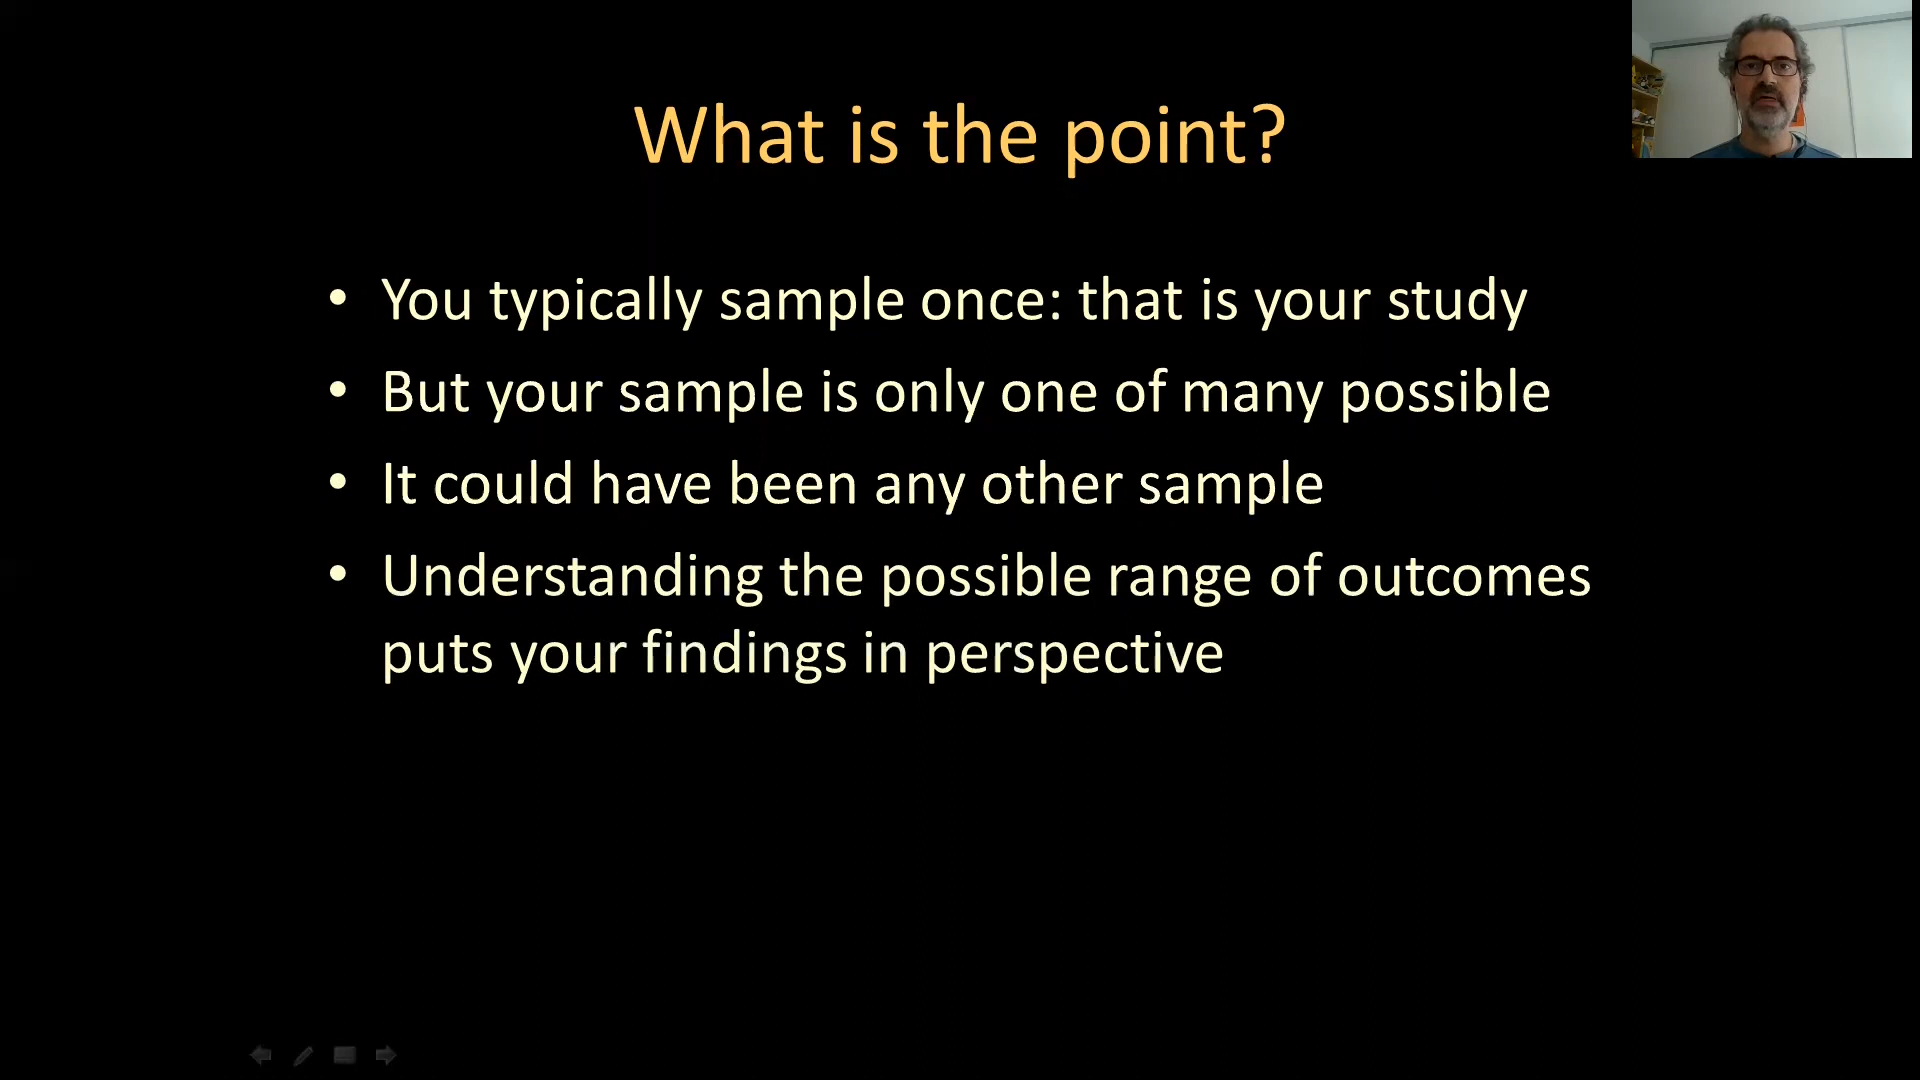 What is the point?
• You typically sample once: that is your study
• But your sample is only one of many possible
• It could have been any other sample
• Understanding the possible range of outcomes
puts your findings in perspective